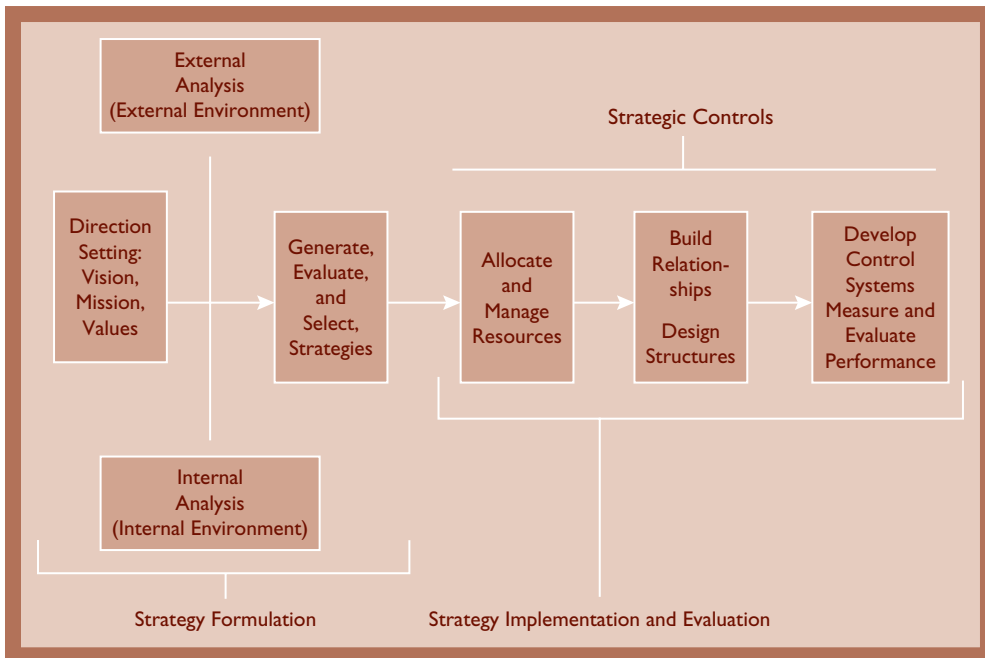 External
Analysis
(External Environment)
Strategic Controls
Direction
Setting:
Vision,
Mission,
Values
Generate,
Evaluate,
and
Select,
Strategies
Allocate
and
Manage
Resources
Build
Relation-
ships
Design
Structures
Develop
Control
Systems
Measure and
Evaluate
Performance
Internal
Analysis
(Internal Environment)
Strategy Formulation
Strategy Implementation and Evaluation